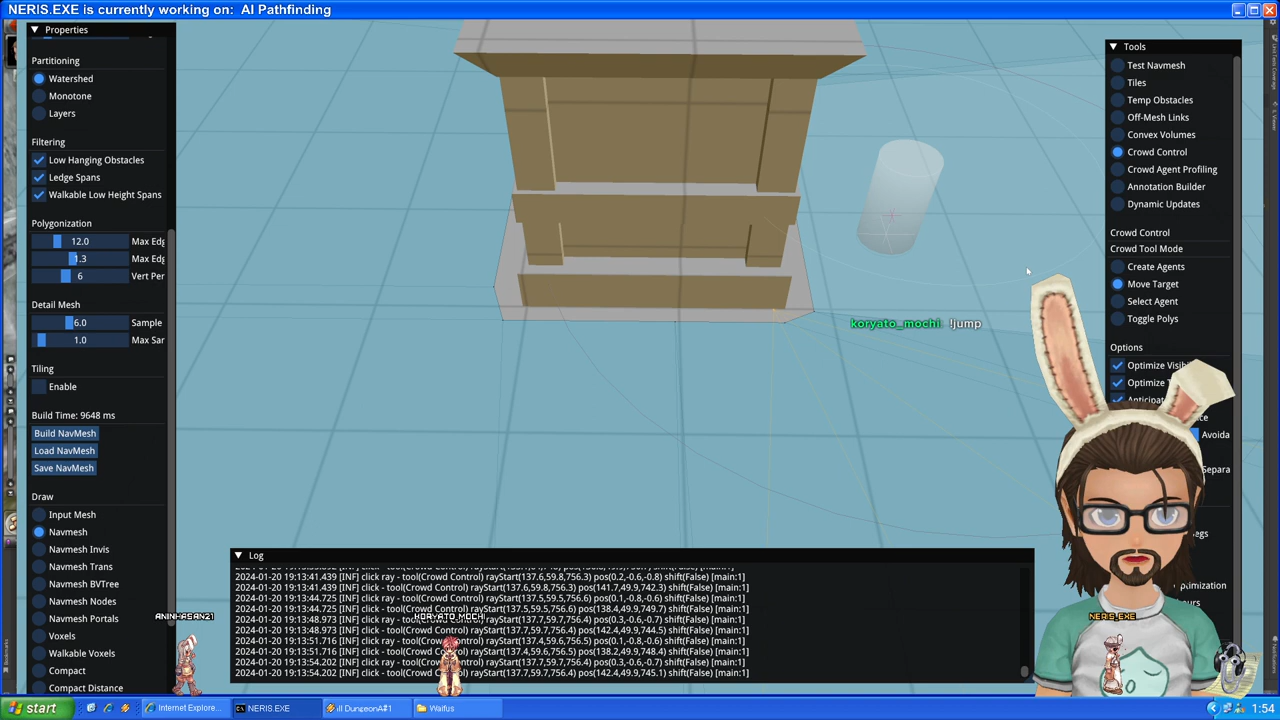 NERIS.EXE is currently working on: AI Pathfinding
Properties
Partitioning
Watershed
Monotone
Layers
Filtering
Low Hanging Obstacles
Ledge Spans
Walkable Low Height Spans
Polygonization
12.0 Max Edg
1.3 Max Edg
6 Vert Per
Detail Mesh
6.0 Sample
1.0 Max Sar
Tiling
Enable
Build Time: 9648 ms
Build NavMesh
Load NavMesh
Save NavMesh
Draw
Input Mesh
Navmesh
Navmesh Invis
Navmesh Trans
Navmesh BVTree
Navmesh Nodes
Navmesh Portals
Voxels
Walkable Voxels
Compact
Compact Distance
Tools
Test Navmesh
Tiles
Temp Obstacles
Off-Mesh Links
Convex Volumes
Crowd Control
Crowd Agent Profiling
Annotation Builder
Dynamic Updates
Crowd Control
Crowd Tool Mode
Create Agents
Move Target
Select Agent
Toggle Polys
Options
Optimize Visibi
Optimize T
Anticipat
ce
Avoida
Separa
egs
ptimization
ours
koryato_mochi !jump
Log
2024-01-20 19:13:41.439 [INF] click ray - tool(Crowd Control) rayStart(137.6,59.8,756.3) pos(0.2,-0.6,-0.8) shift(False) [main:1]
2024-01-20 19:13:41.439 [INF] click - tool(Crowd Control) rayStart(137.6,59.8,756.3) pos(141.7,49.9,742.3) shift(False) [main:1]
2024-01-20 19:13:44.725 [INF] click ray - tool(Crowd Control) rayStart(137.5,59.5,756.6) pos(0.1,-0.8,-0.6) shift(False) [main:1]
2024-01-20 19:13:44.725 [INF] click - tool(Crowd Control) rayStart(137.5,59.5,756.6) pos(138.4,49.9,749.7) shift(False) [main:1]
2024-01-20 19:13:48.973 [INF] click ray - tool(Crowd Control) rayStart(137.7,59.7,756.4) pos(0.3,-0.6,-0.7) shift(False) [main:1]
2024-01-20 19:13:48.973 [INF] click - tool(Crowd Control) rayStart(137.7,59.7,756.4) pos(142.4,49.9,744.5) shift(False) [main:1]
2024-01-20 19:13:51.716 [INF] click ray - tool(Crowd Control) rayStart(137.4,59.6,756.5) pos(0.1,-0.8,-0.6) shift(False) [main:1]
2024-01-20 19:13:51.716 [INF] click - tool(Crowd Control) rayStart(137.4,59.6,756.5) pos(138.2,49.9,748.4) shift(False) [main:1]
2024-01-20 19:13:54.202 [INF] click ray - tool(Crowd Control) rayStart(137.7,59.7,756.4) pos(0.3,-0.6,-0.7) shift(False) [main:1]
2024-01-20 19:13:54.202 [INF] click - tool(Crowd Control) rayStart(137.7,59.7,756.4) pos(142.4,49.9,745.1) shift(False) [main:1]
ANINHASAN21
KORYATO_MOCHI
NERIS_EXE
start
Internet Explore...
NERIS.EXE
ill DungeonA#1
Waifus
1:54